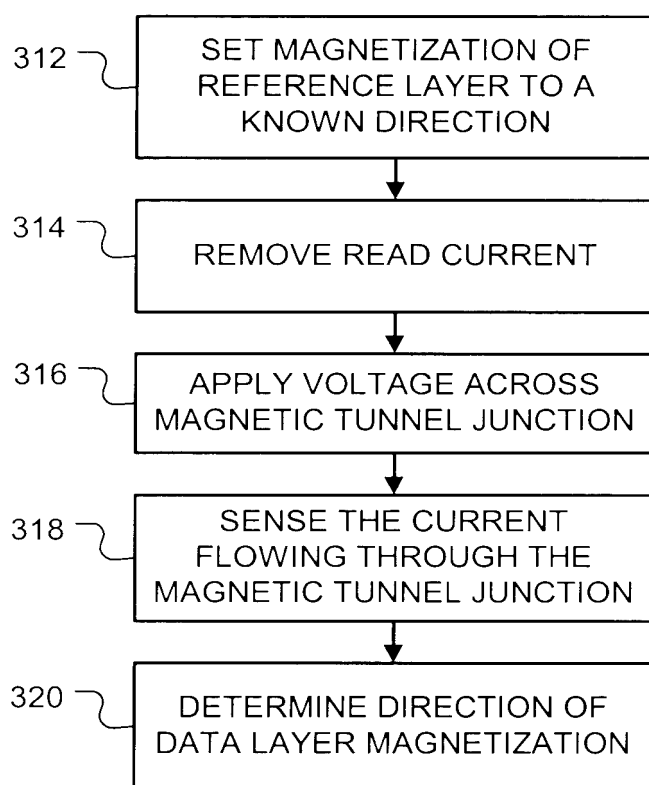 312
SET MAGNETIZATION OF
REFERENCE LAYER TO A
KNOWN DIRECTION
314
REMOVE READ CURRENT
316
APPLY VOLTAGE ACROSS
MAGNETIC TUNNEL JUNCTION
318
SENSE THE CURRENT
FLOWING THROUGH THE
MAGNETIC TUNNEL JUNCTION
320
DETERMINE DIRECTION OF
DATA LAYER MAGNETIZATION